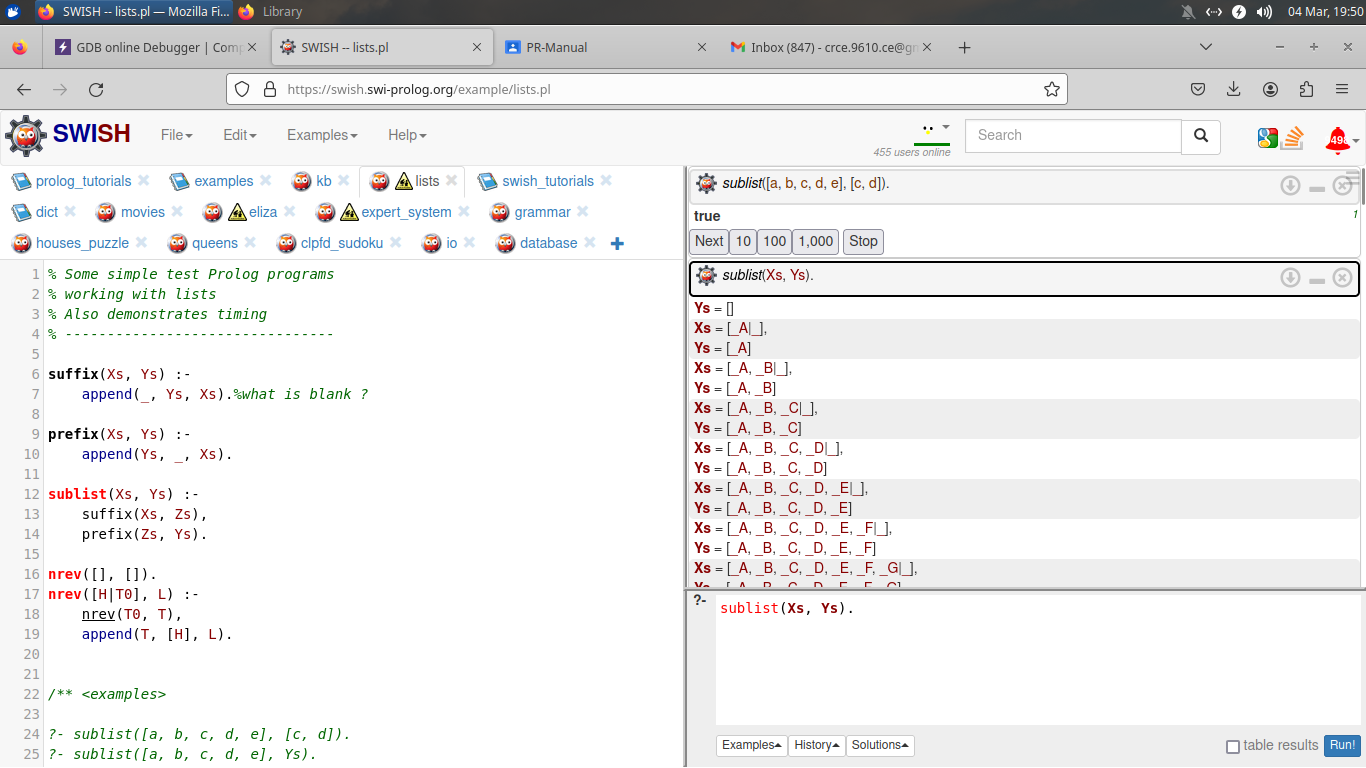 SWISH -- lists.pl — Mozilla Fi...
Library
04 Mar, 19:50
GDB online Debugger | Com
SWISH -- lists.pl
PR-Manual
Inbox (847) - crce.9610.ce@g
https://swish.swi-prolog.org/example/lists.pl
SWISH
File
Edit
Examples
Help
455 users online
Search
prolog_tutorials
examples
kb
lists
swish_tutorials
dict
movies
eliza
expert_system
grammar
houses_puzzle
queens
clpfd_sudoku
io
database
1 % Some simple test Prolog programs
2 % working with lists
3 % Also demonstrates timing
4 % --------------------------------
5
6 suffix(Xs, Ys) :-
7 append(_, Ys, Xs).%what is blank ?
8
9 prefix(Xs, Ys) :-
10 append(Ys, _, Xs).
11
12 sublist(Xs, Ys) :-
13 suffix(Xs, Zs),
14 prefix(Zs, Ys).
15
16 nrev([], []).
17 nrev([H|T0], L) :-
18 nrev(T0, T),
19 append(T, [H], L).
20
21
22 /** <examples>
23
24 ?- sublist([a, b, c, d, e], [c, d]).
25 ?- sublist([a, b, c, d, e], Ys).
sublist([a, b, c, d, e], [c, d]).
true
1
Next 10 100 1,000 Stop
sublist(Xs, Ys).
Ys = []
Xs = [_A|_],
Ys = [_A]
Xs = [_A, _B|_],
Ys = [_A, _B]
Xs = [_A, _B, _C|_],
Ys = [_A, _B, _C]
Xs = [_A, _B, _C, _D|_],
Ys = [_A, _B, _C, _D]
Xs = [_A, _B, _C, _D, _E|_],
Ys = [_A, _B, _C, _D, _E]
Xs = [_A, _B, _C, _D, _E, _F|_],
Ys = [_A, _B, _C, _D, _E, _F]
Xs = [_A, _B, _C, _D, _E, _F, _G|_],
Ys = [_A, _B, _C, _D, _E, _F, _G]
?- sublist(Xs, Ys).
Examples
History
Solutions
table results
Run!